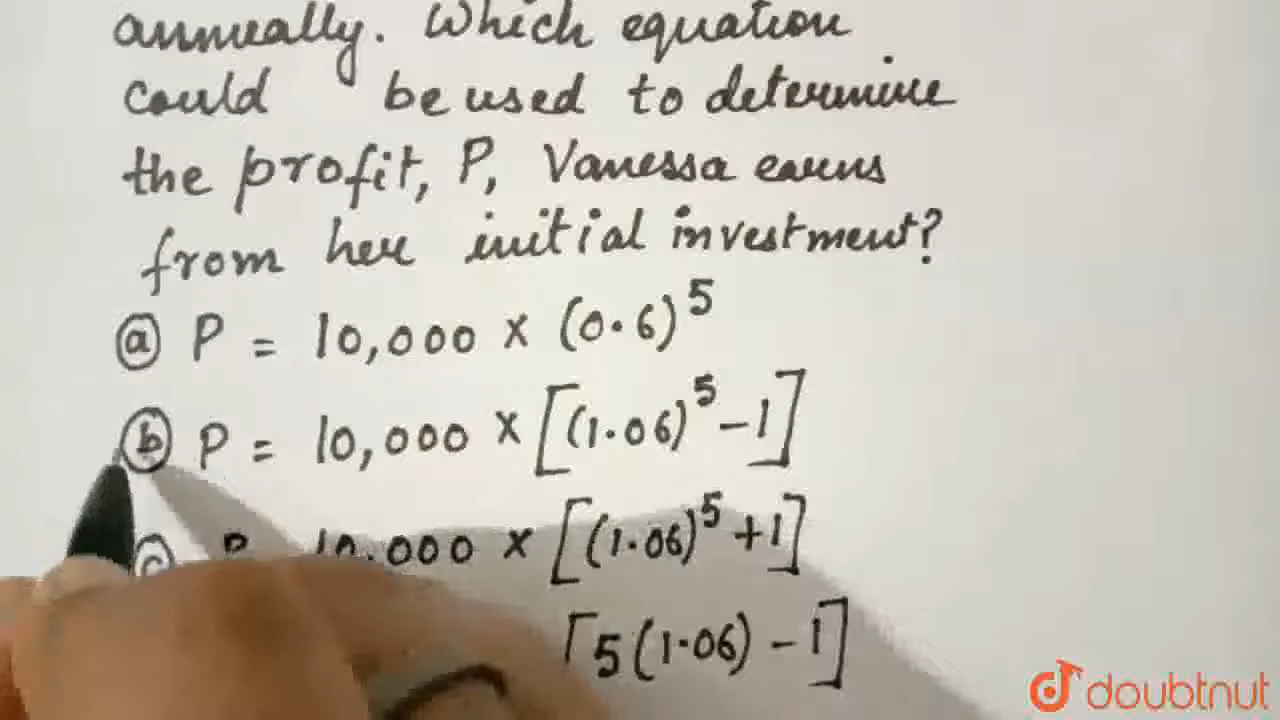 annually. Which equation
could be used to determine
the profit, P, Vanessa earns
from her initial investment?
(a) P = 10,000 × (0.6)^5
(b) P = 10,000 × [(1.06)^5 - 1]
(c) P 10,000 × [(1.06)^5 + 1]
[5(1.06) - 1]
doubtnut